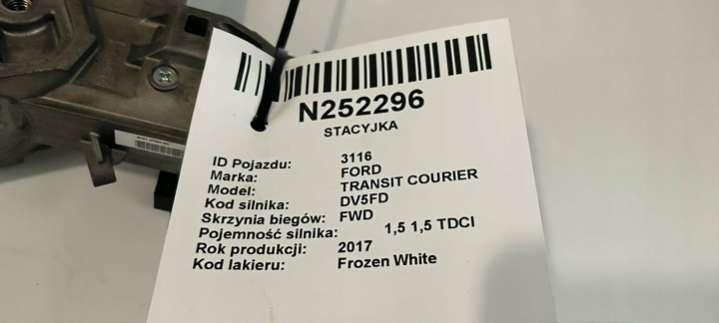 N252296
STACYJKA
ID Pojazdu: 3116
Marka: FORD
Model: TRANSIT COURIER
Kod silnika: DV5FD
Skrzynia biegów: FWD
Pojemność silnika: 1,5 1,5 TDCI
Rok produkcji: 2017
Kod lakieru: Frozen White